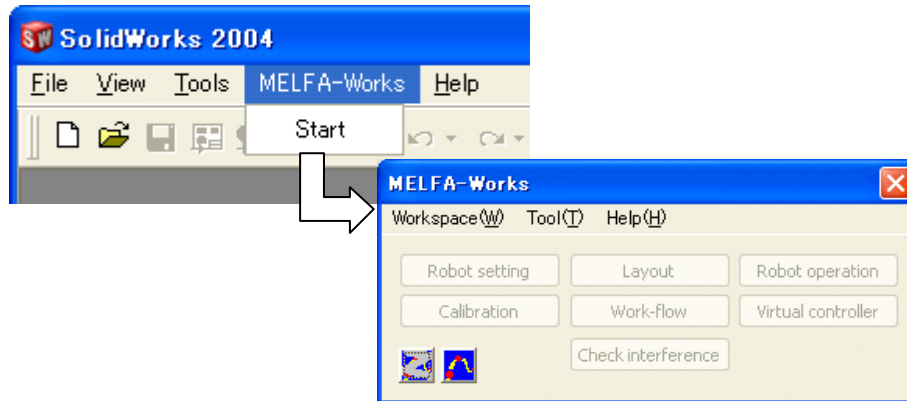 SW SolidWorks 2004
File View Tools MELFA-Works Help
Start
MELFA-Works
Workspace(W) Tool(T) Help(H)
Robot setting Layout Robot operation
Calibration Work-flow Virtual controller
Check interference